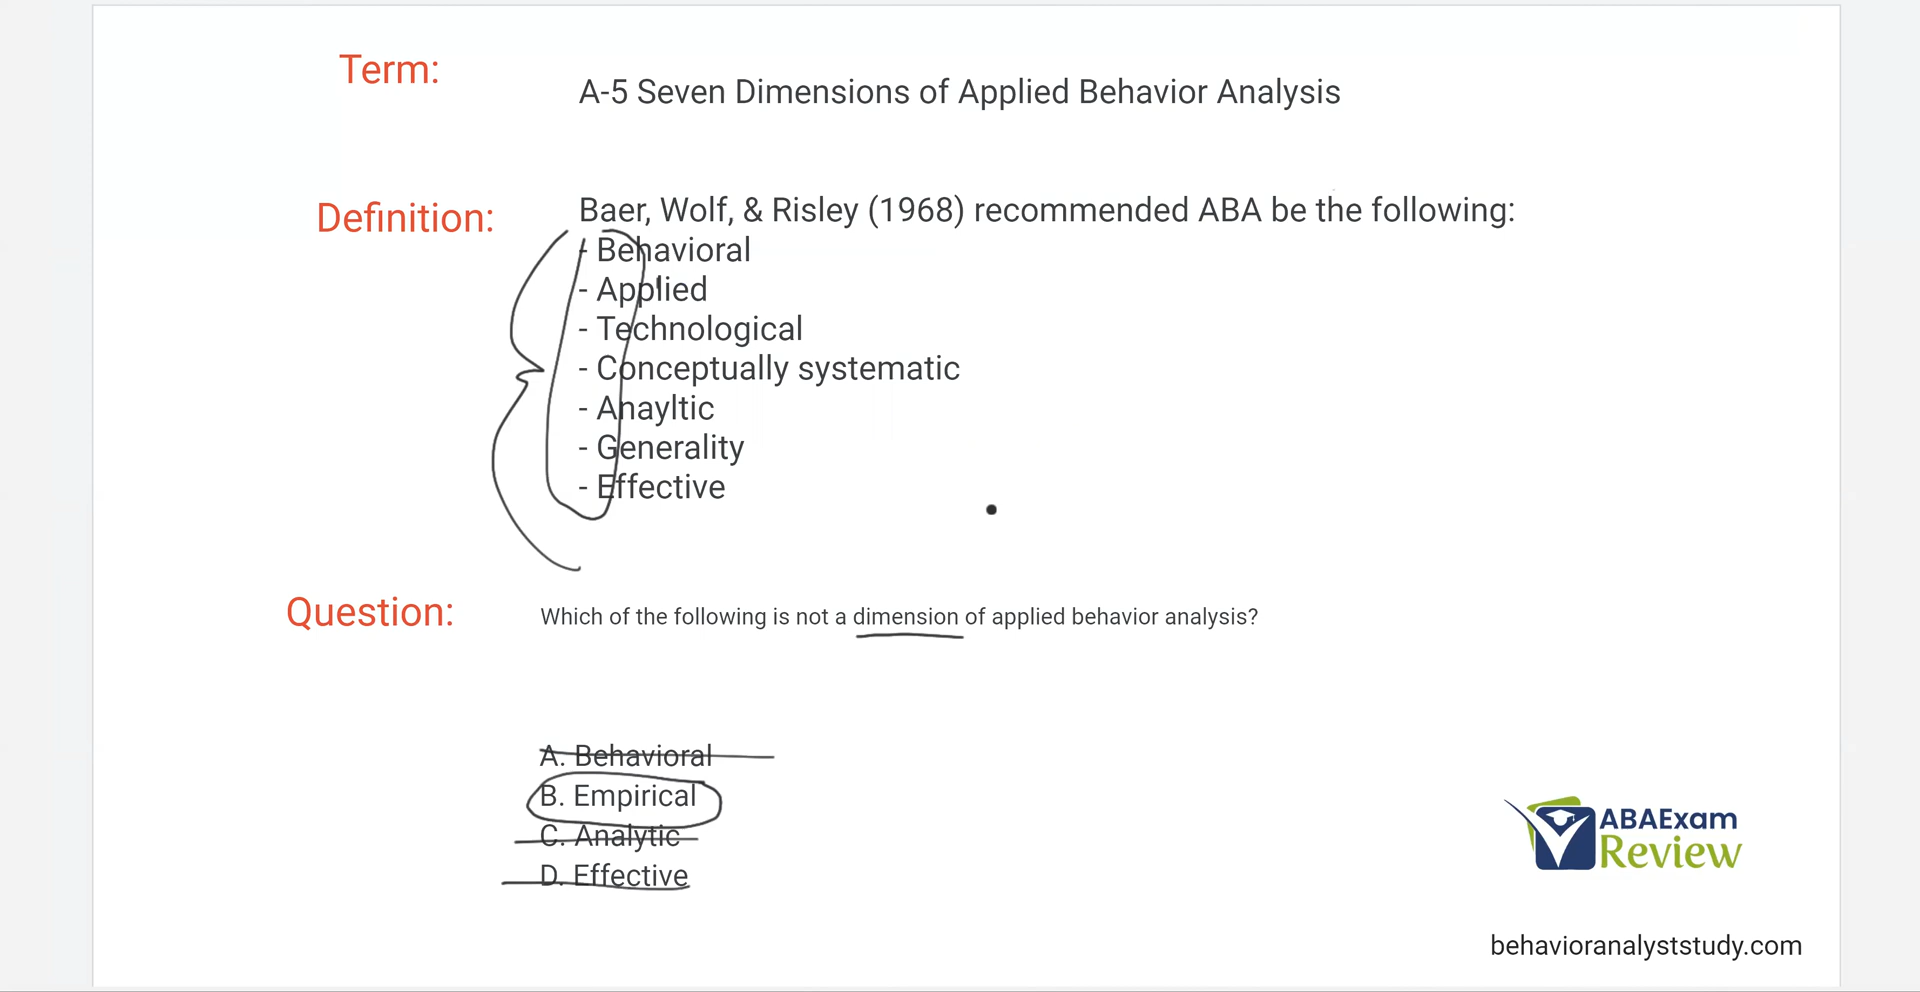 Term:
A-5 Seven Dimensions of Applied Behavior Analysis
Definition:
Baer, Wolf, & Risley (1968) recommended ABA be the following:
- Behavioral
- Applied
- Technological
- Conceptually systematic
- Anayltic
- Generality
- Effective
Question:
Which of the following is not a dimension of applied behavior analysis?
A. Behavioral
B. Empirical
C. Analytic
D. Effective
ABAExam
Review
behavioranalyststudy.com